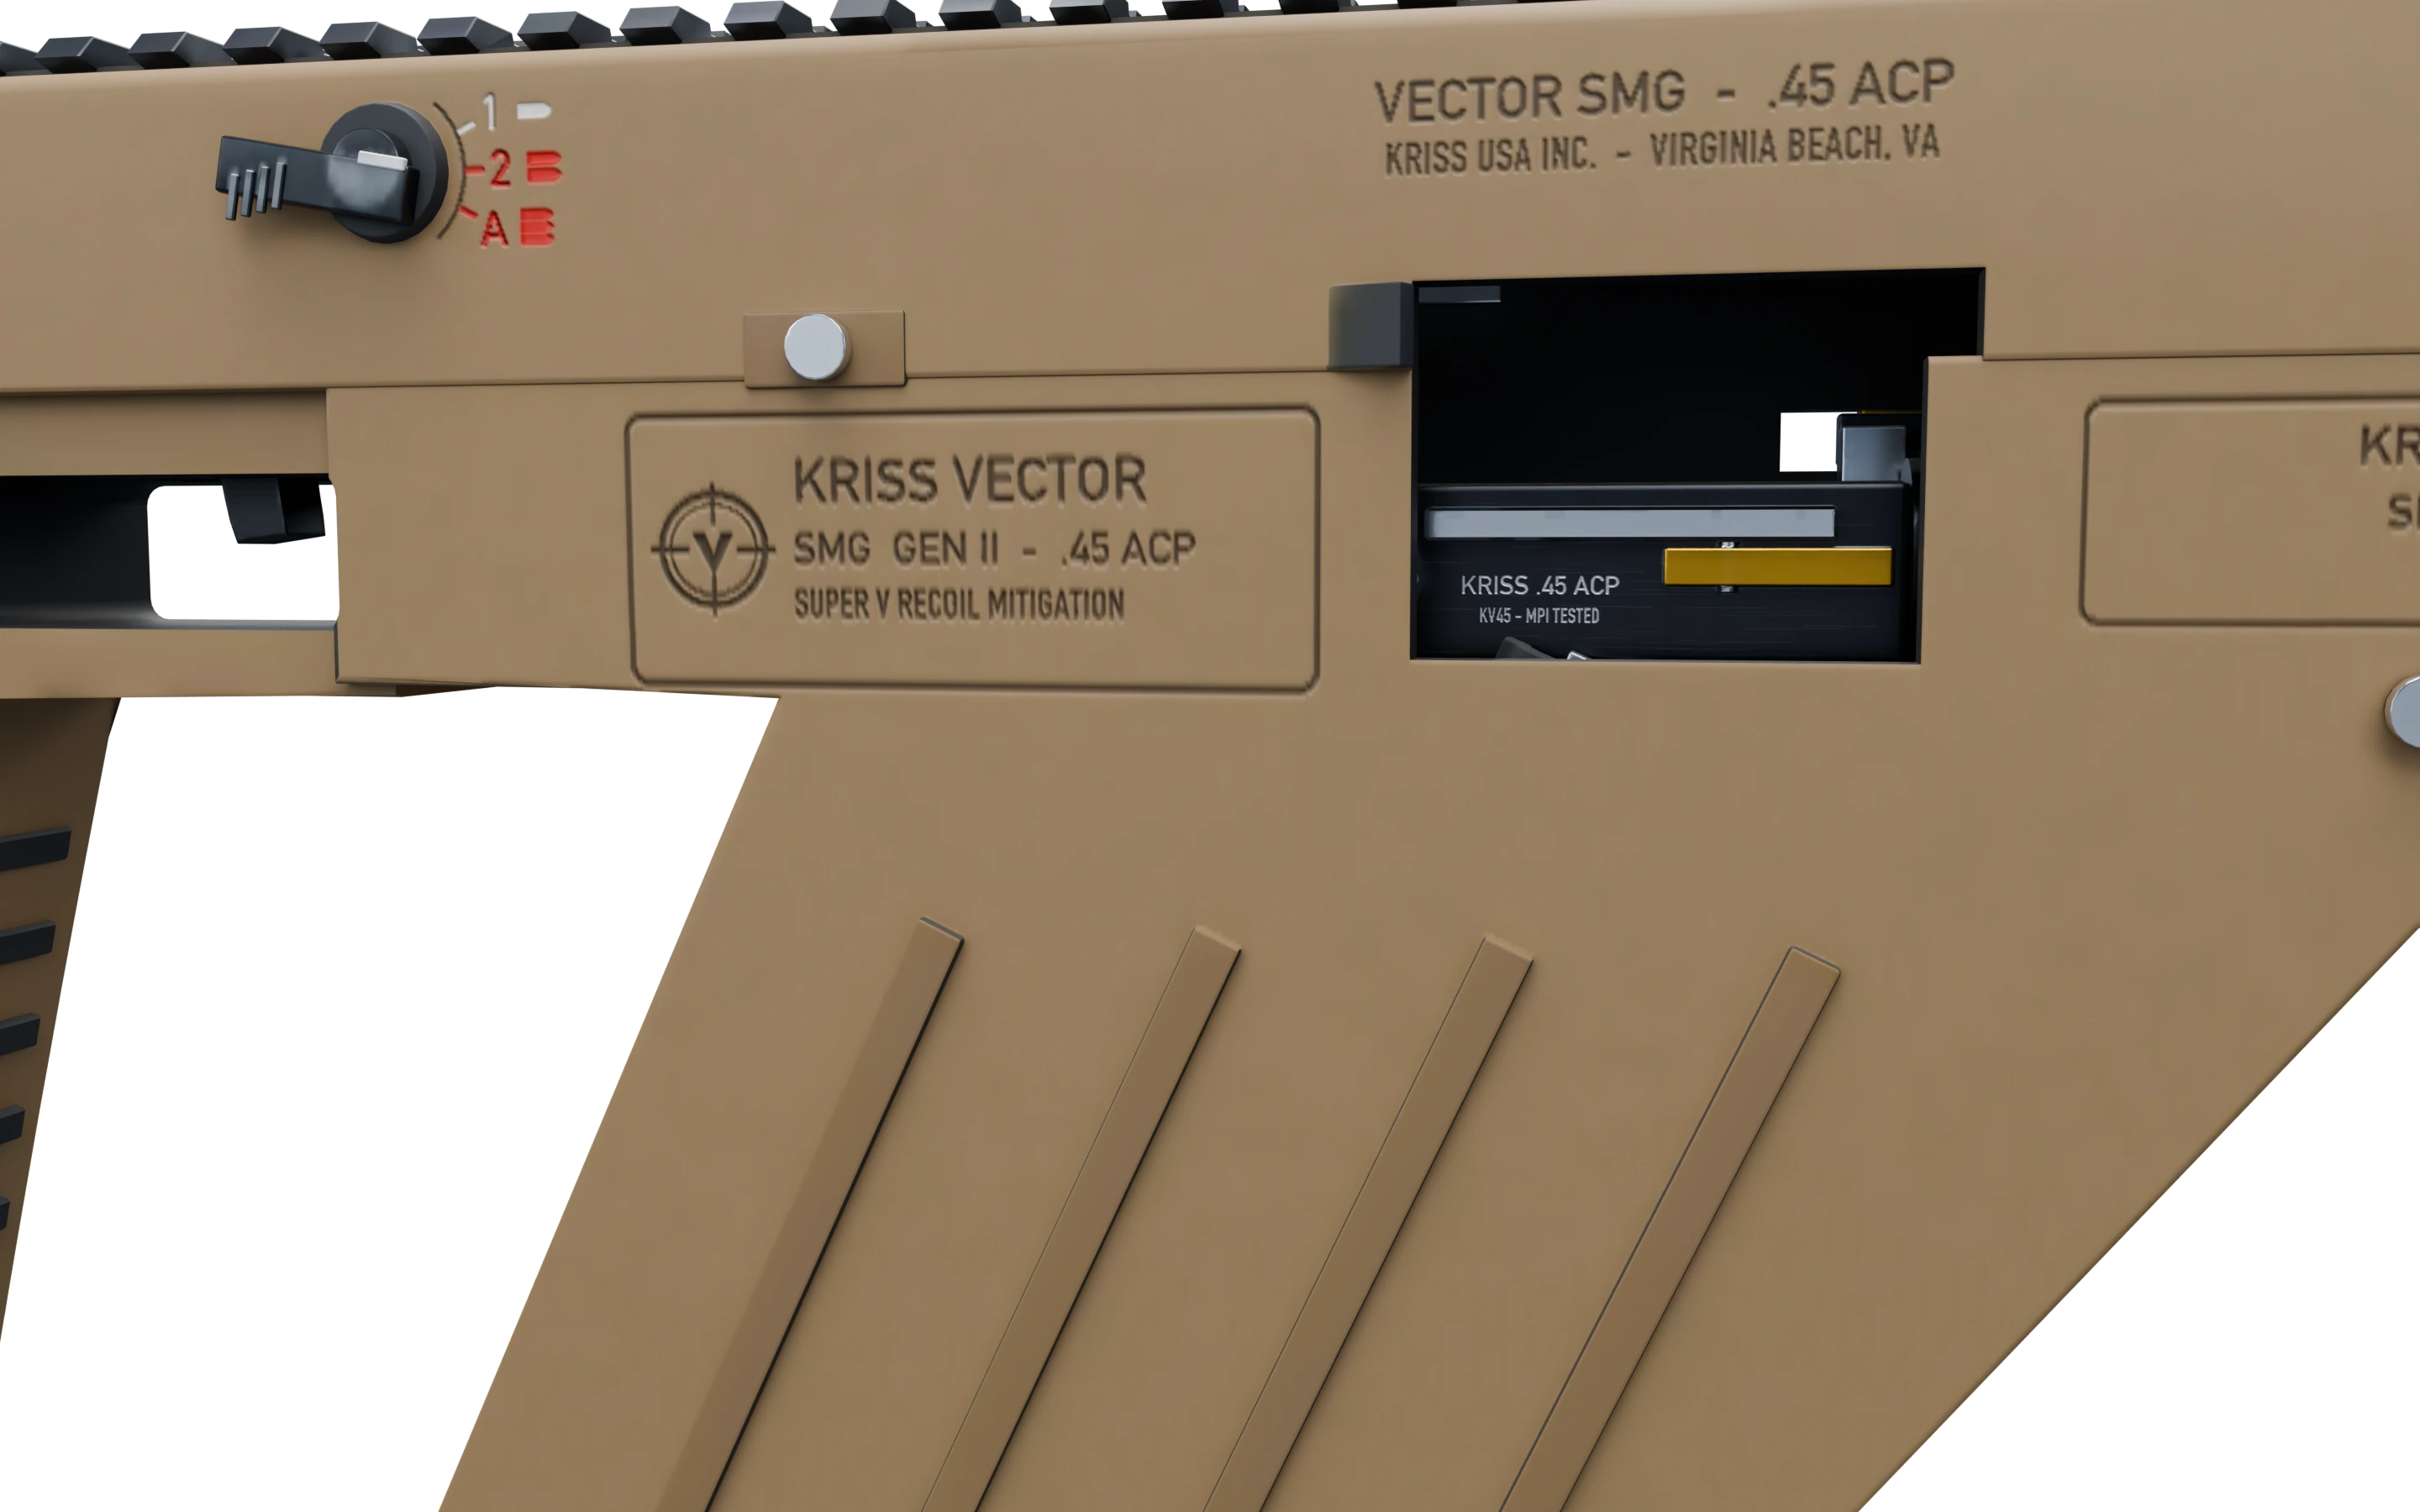 1
2
A
VECTOR SMG - .45 ACP
KRISS USA INC. - VIRGINIA BEACH, VA
V
KRISS VECTOR
SMG GEN II - .45 ACP
SUPER V RECOIL MITIGATION
KRISS .45 ACP
KV45 - MPI TESTED